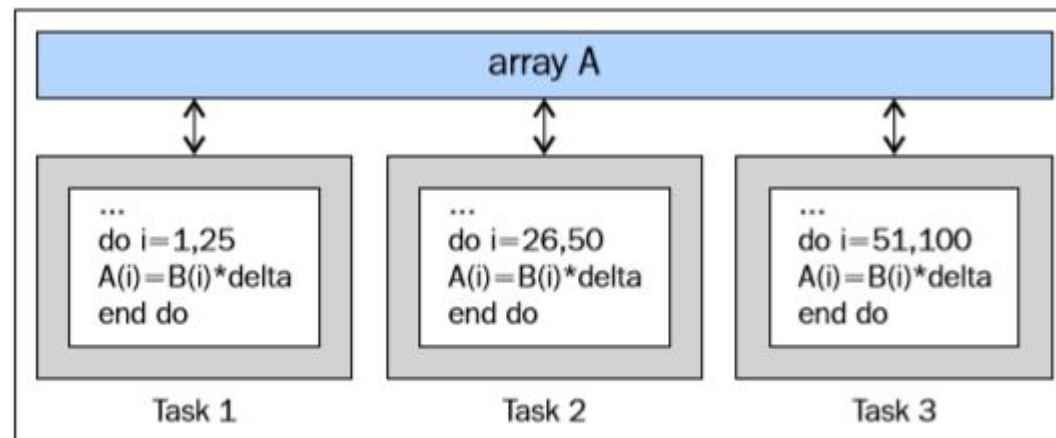 array A
...
do i=1,25
A(i)=B(i)*delta
end do
...
do i=26,50
A(i)=B(i)*delta
end do
...
do i=51,100
A(i)=B(i)*delta
end do
Task 1
Task 2
Task 3